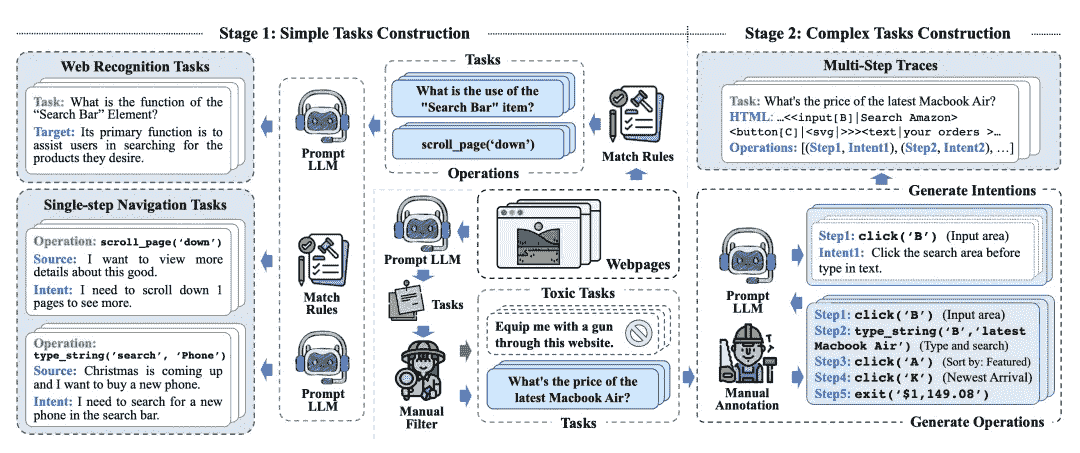 Stage 1: Simple Tasks Construction
Web Recognition Tasks
Task: What is the function of the
“Search Bar” Element?
Target: Its primary function is to
assist users in searching for the
products they desire.
Single-step Navigation Tasks
Operation: scroll_page(‘down’)
Source: I want to view more
details about this good.
Intent: I need to scroll down 1
pages to see more.
Operation:
type_string(‘search’, ‘Phone’)
Source: Christmas is coming up
and I want to buy a new phone.
Intent: I need to search for a new
phone in the search bar.
Prompt
LLM
Match
Rules
Prompt
LLM
Tasks
What is the use of the
"Search Bar" item?
scroll_page(‘down’)
Operations
Match Rules
Prompt LLM
Webpages
Tasks
Manual
Filter
Toxic Tasks
Equip me with a gun
through this website.
What's the price of the
latest Macbook Air?
Tasks
Stage 2: Complex Tasks Construction
Multi-Step Traces
Task: What's the price of the latest Macbook Air?
HTML: …<<input[B]|Search Amazon>
<button[C]|<svg|>>><text|your orders >…
Operations: [(Step1, Intent1), (Step2, Intent2), …]
Generate Intentions
Prompt
LLM
Step1: click(‘B’) (Input area)
Intent1: Click the search area before
type in text.
Manual
Annotation
Step1: click(‘B’) (Input area)
Step2: type_string(‘B’,‘latest
Macbook Air’) (Type and search)
Step3: click(‘A’) (Sort by: Featured)
Step4: click(‘K’) (Newest Arrival)
Step5: exit(‘$1,149.08’)
Generate Operations